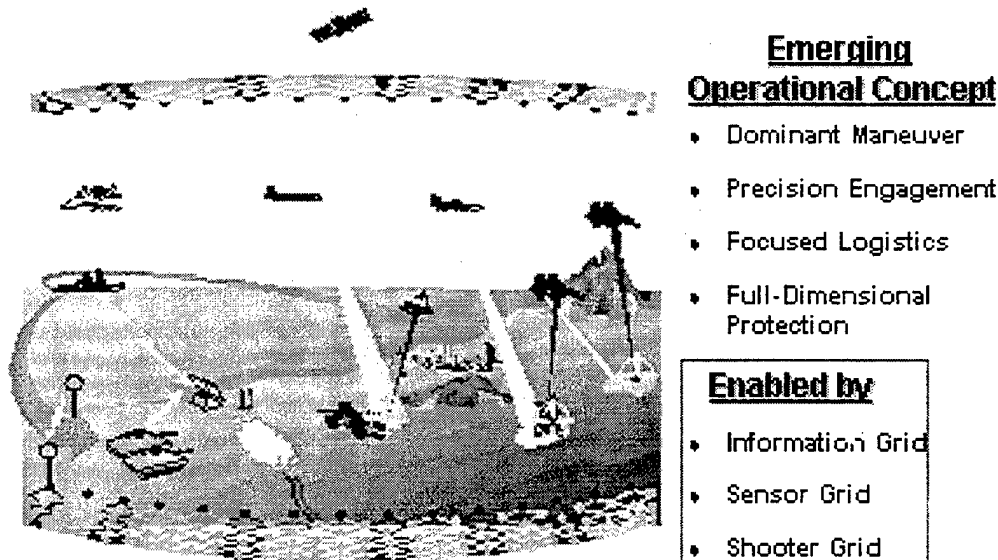 Emerging
Operational Concept
• Dominant Maneuver
• Precision Engagement
• Focused Logistics
• Full-Dimensional
Protection
Enabled by
• Information Grid
• Sensor Grid
• Shooter Grid